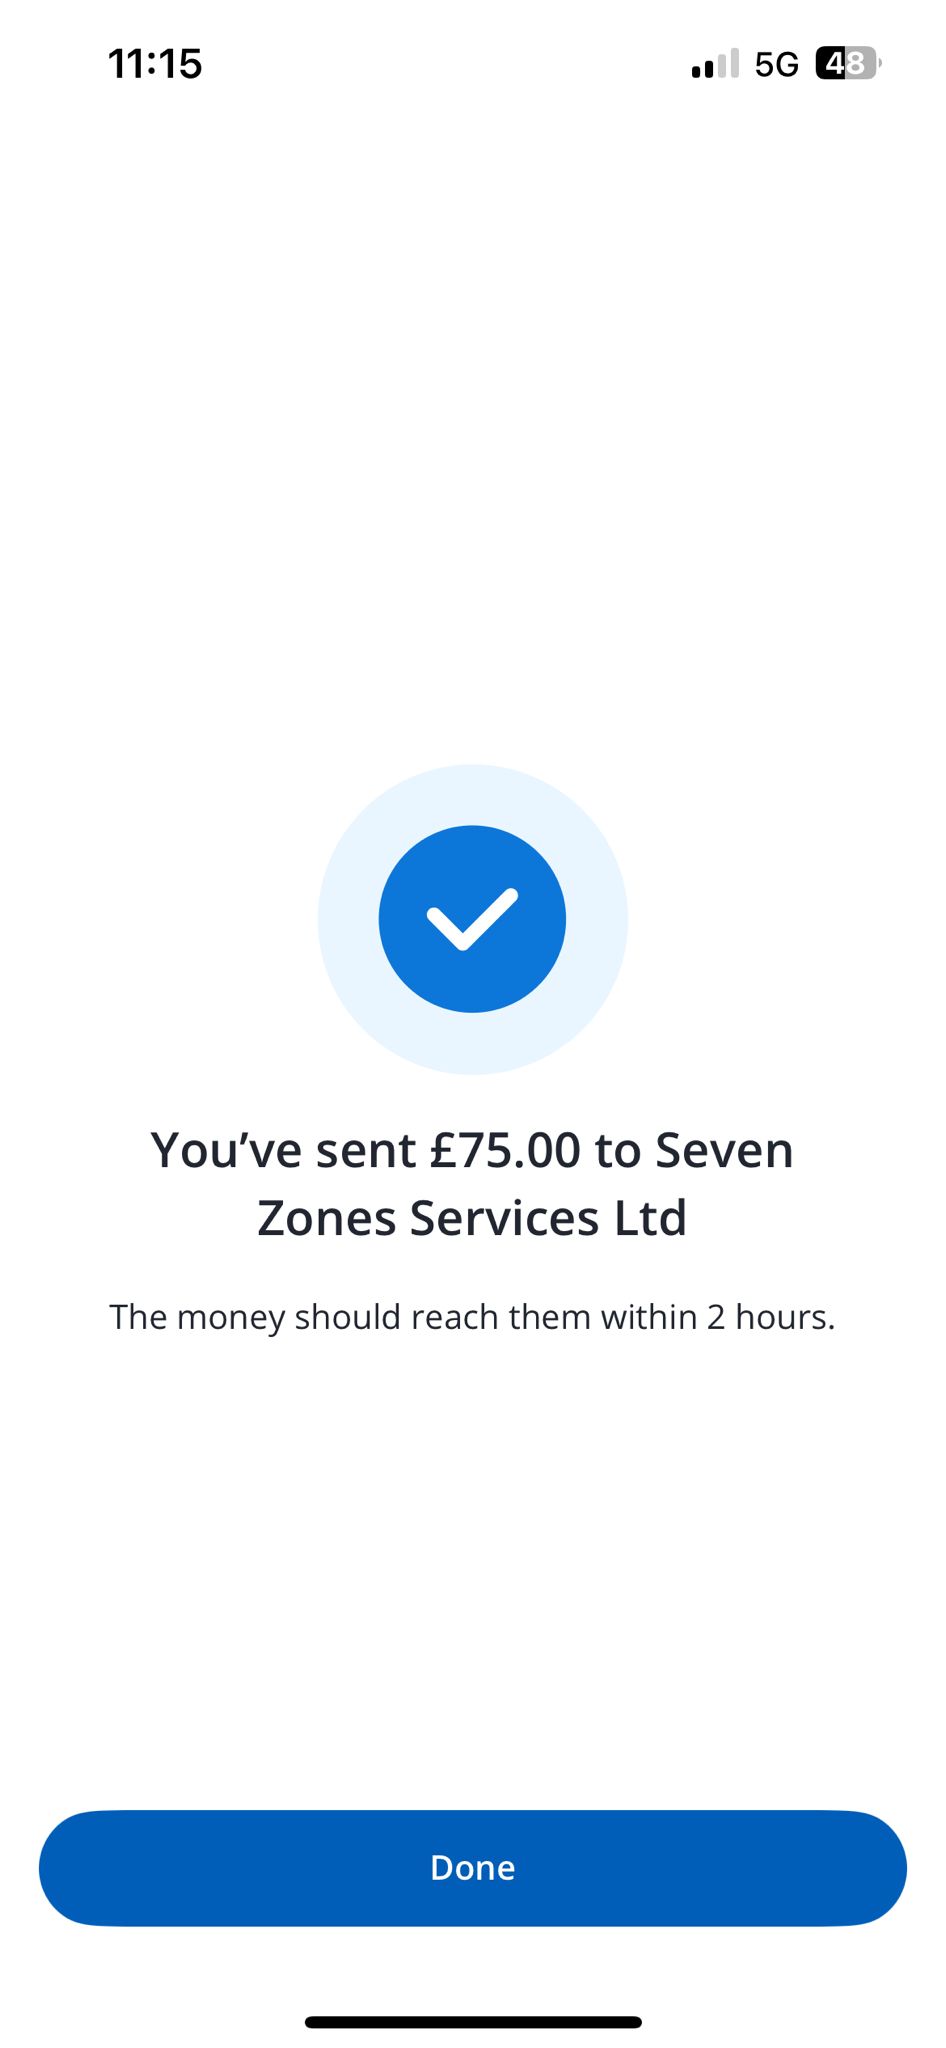 11:15 5G 48
You’ve sent £75.00 to Seven
Zones Services Ltd
The money should reach them within 2 hours.
Done